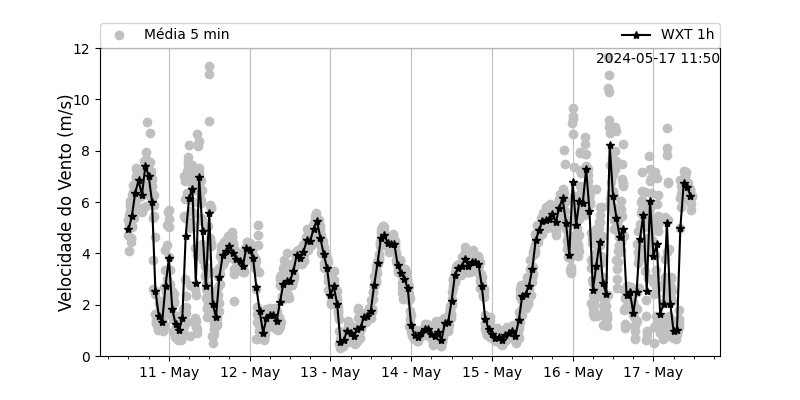 Média 5 min
WXT 1h
2024-05-17 11:50
Velocidade do Vento (m/s)
12
10
8
6
4
2
0
11 - May
12 - May
13 - May
14 - May
15 - May
16 - May
17 - May